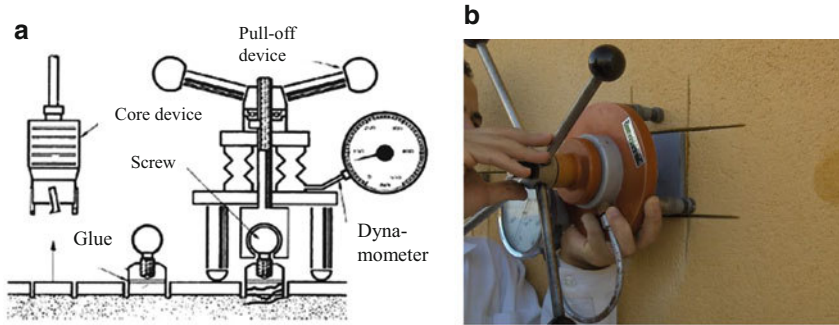 a
Pull-off
device
Core device
Screw
Glue
Dyna-
mometer
b